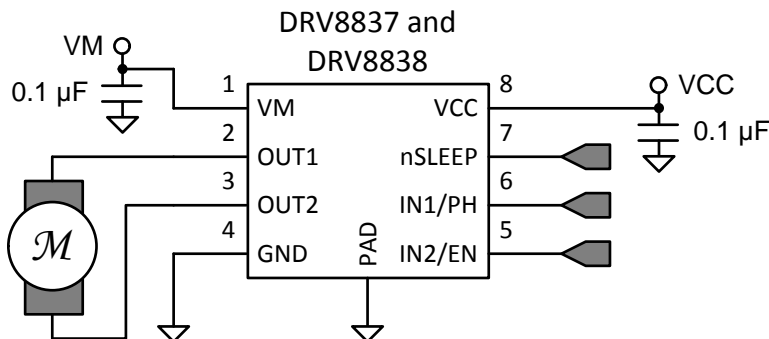 DRV8837 and
DRV8838
VM
0.1 µF
1
VM
2
OUT1
3
OUT2
4
GND
PAD
8
VCC
7
nSLEEP
6
IN1/PH
5
IN2/EN
VCC
0.1 µF
M